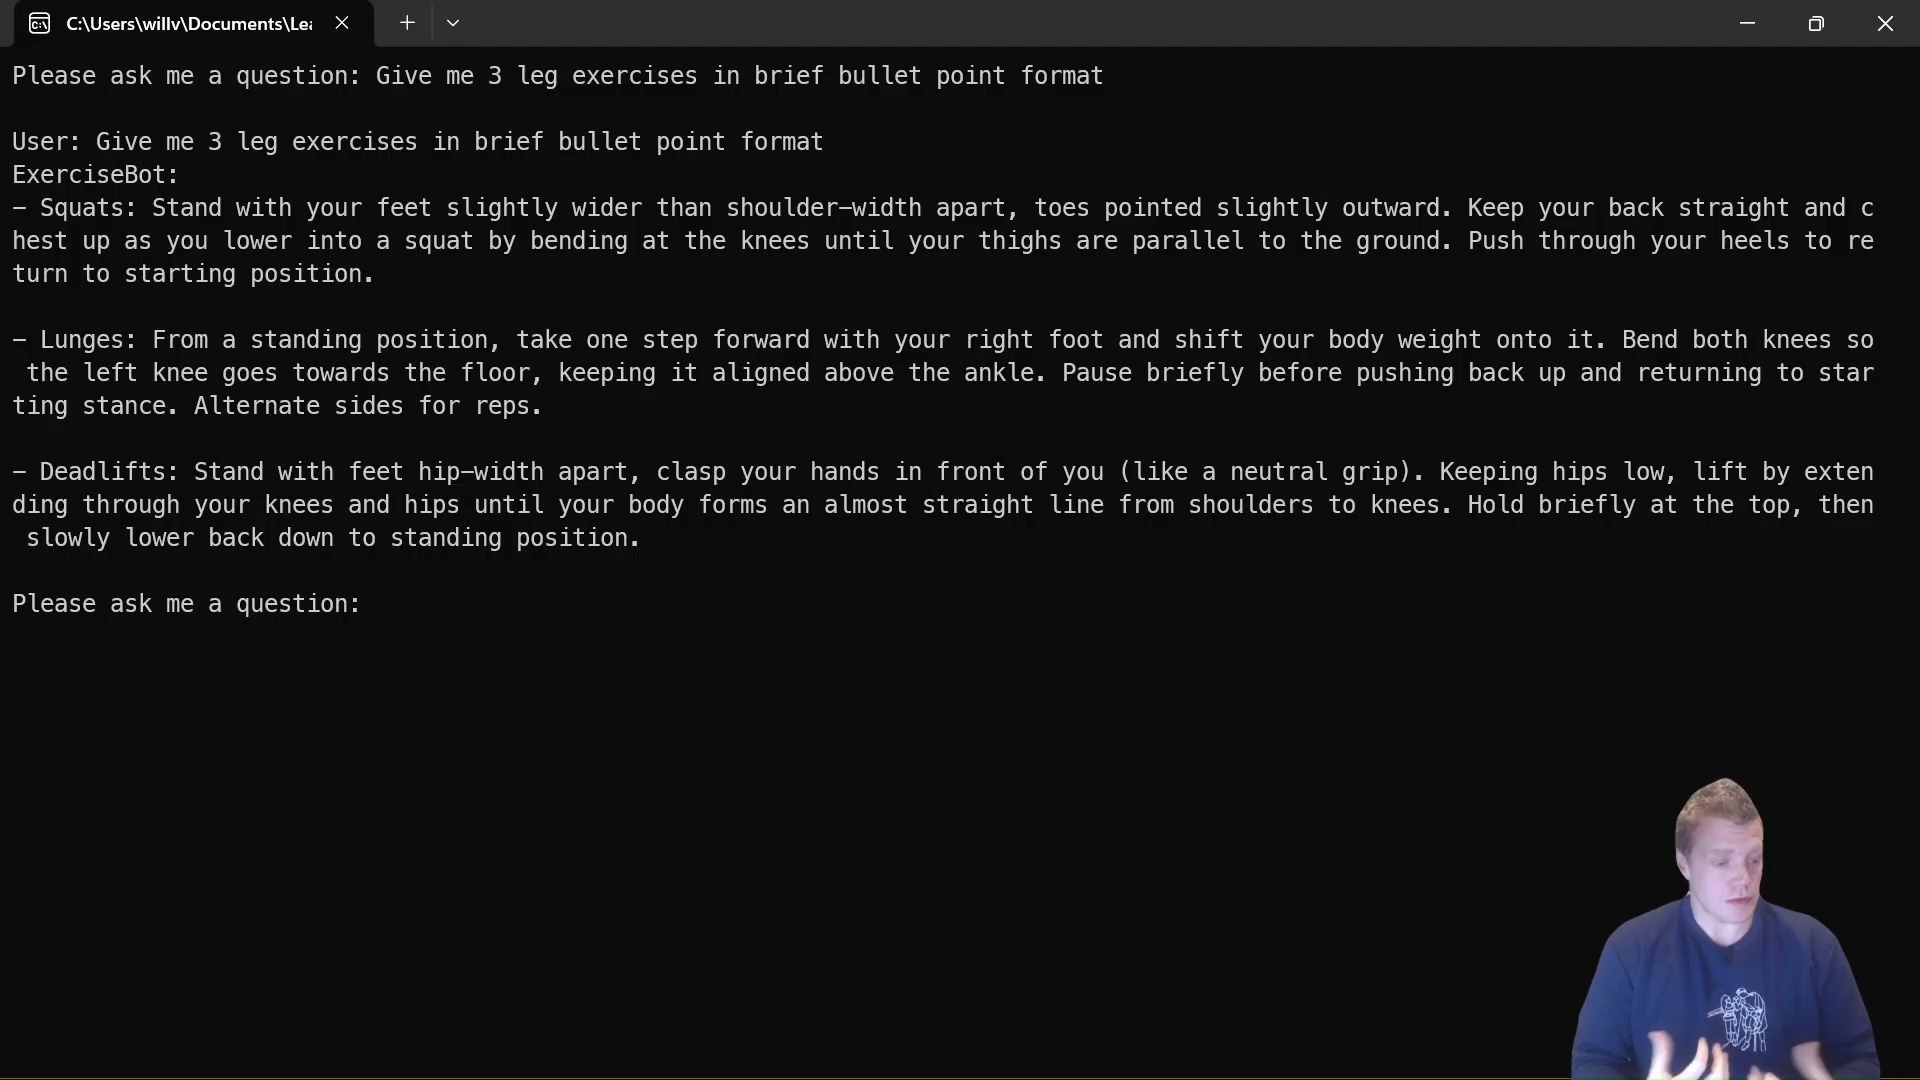 C:\Users\willv\Documents\Lea
Please ask me a question: Give me 3 leg exercises in brief bullet point format
User: Give me 3 leg exercises in brief bullet point format
ExerciseBot:
– Squats: Stand with your feet slightly wider than shoulder–width apart, toes pointed slightly outward. Keep your back straight and c
hest up as you lower into a squat by bending at the knees until your thighs are parallel to the ground. Push through your heels to re
turn to starting position.
– Lunges: From a standing position, take one step forward with your right foot and shift your body weight onto it. Bend both knees so
the left knee goes towards the floor, keeping it aligned above the ankle. Pause briefly before pushing back up and returning to star
ting stance. Alternate sides for reps.
– Deadlifts: Stand with feet hip–width apart, clasp your hands in front of you (like a neutral grip). Keeping hips low, lift by exten
ding through your knees and hips until your body forms an almost straight line from shoulders to knees. Hold briefly at the top, then
slowly lower back down to standing position.
Please ask me a question: